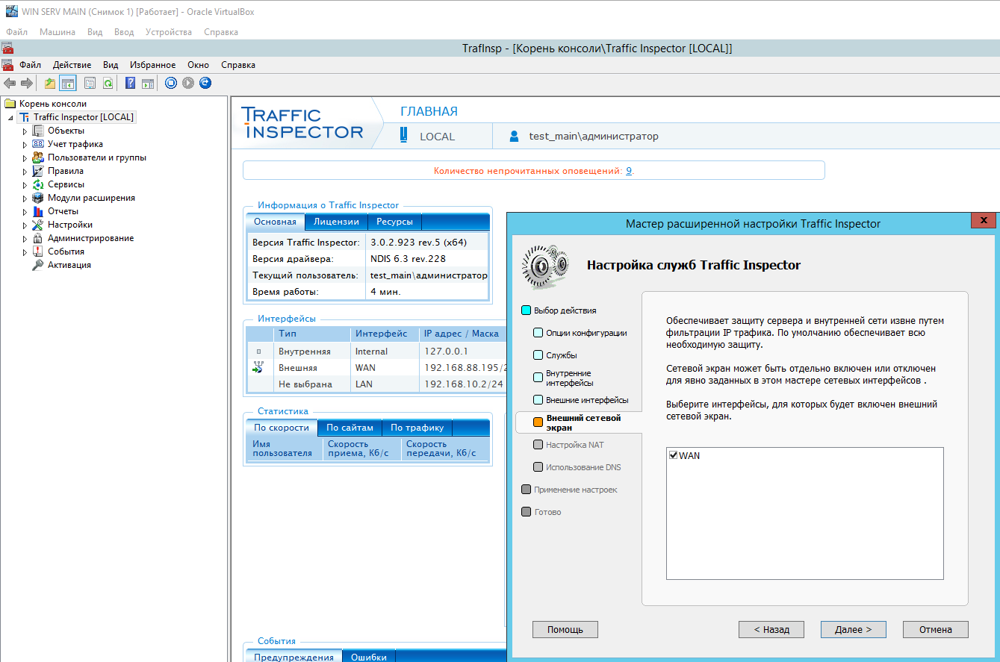 WIN SERV MAIN (Снимок 1) [Работает] - Oracle VirtualBox
Файл Машина Вид Ввод Устройства Справка
TrafInsp - [Корень консоли\Traffic Inspector [LOCAL]]
Файл Действие Вид Избранное Окно Справка
Корень консоли
Traffic Inspector [LOCAL]
Объекты
Учет трафика
Пользователи и группы
Правила
Сервисы
Модули расширения
Отчеты
Настройки
Администрирование
События
Активация
TRAFFIC
INSPECTOR
ГЛАВНАЯ
LOCAL
test_main\администратор
Количество непрочитанных оповещений: 9.
Информация о Traffic Inspector
Основная Лицензии Ресурсы
Версия Traffic Inspector: 3.0.2.923 rev.5 (x64)
Версия драйвера: NDIS 6.3 rev.228
Текущий пользователь: test_main\администратор
Время работы: 4 мин.
Интерфейсы
Тип Интерфейс IP адрес / Маска
Внутренняя Internal 127.0.0.1
Внешняя WAN 192.168.88.195/2
Не выбрана LAN 192.168.10.2/24
Статистика
По скорости По сайтам По трафику
Имя пользователя Скорость приема, Кб/с Скорость передачи, Кб/с
События
Предупреждения Ошибки
Мастер расширенной настройки Traffic Inspector
Настройка служб Traffic Inspector
Выбор действия
Опции конфигурации
Службы
Внутренние
интерфейсы
Внешние интерфейсы
Внешний сетевой
экран
Настройка NAT
Использование DNS
Применение настроек
Готово
Обеспечивает защиту сервера и внутренней сети извне путем
фильтрации IP трафика. По умолчанию обеспечивает всю
необходимую защиту.
Сетевой экран может быть отдельно включен или отключен
для явно заданных в этом мастере сетевых интерфейсов .
Выберите интерфейсы, для которых будет включен внешний
сетевой экран.
WAN
Помощь < Назад Далее > Отмена